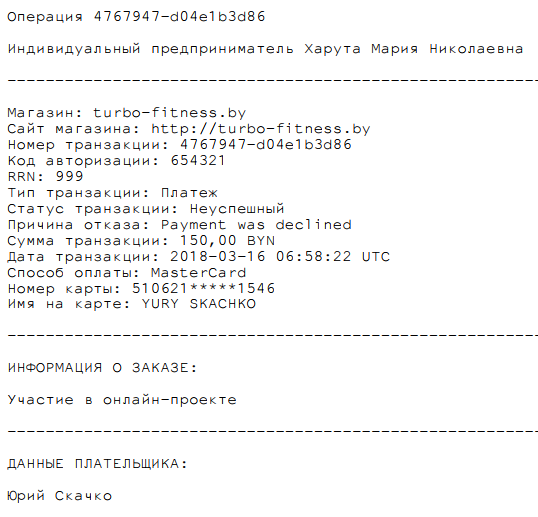 Операция 4767947-d04e1b3d86
Индивидуальный предприниматель Харута Мария Николаевна
--------------------------------------------------------
Магазин: turbo-fitness.by
Сайт магазина: http://turbo-fitness.by
Номер транзакции: 4767947-d04e1b3d86
Код авторизации: 654321
RRN: 999
Тип транзакции: Платеж
Статус транзакции: Неуспешный
Причина отказа: Payment was declined
Сумма транзакции: 150,00 BYN
Дата транзакции: 2018-03-16 06:58:22 UTC
Способ оплаты: MasterCard
Номер карты: 510621*****1546
Имя на карте: YURY SKACHKO
--------------------------------------------------------
ИНФОРМАЦИЯ О ЗАКАЗЕ:
Участие в онлайн-проекте
--------------------------------------------------------
ДАННЫЕ ПЛАТЕЛЬЩИКА:
Юрий Скачко